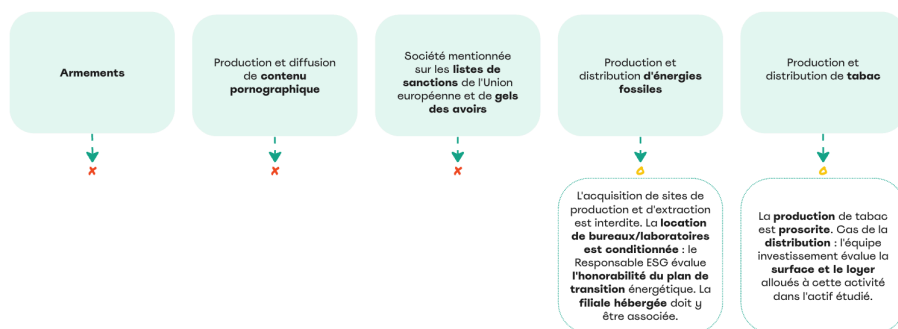 Armements
Production et diffusion
de contenu
pornographique
Société mentionnée
sur les listes de
sanctions de l'Union
européenne et de gels
des avoirs
Production et
distribution d'énergies
fossiles
Production et
distribution de tabac
L'acquisition de sites de
production et d'extraction
est interdite. La location
de bureaux/laboratoires
est conditionnée : le
Responsable ESG évalue
l'honorabilité du plan de
transition énergétique. La
filiale hébergée doit y
être associée.
La production de tabac
est proscrite. Cas de la
distribution : l'équipe
investissement évalue la
surface et le loyer
alloués à cette activité
dans l'actif étudié.